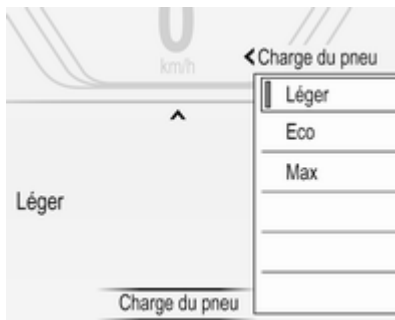 0
km/h
Charge du pneu
Léger
Eco
Max
Léger
Charge du pneu